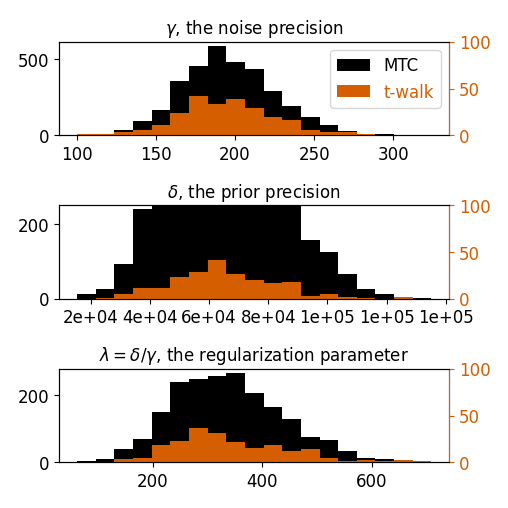 γ, the noise precision
500
0
100
50
0
MTC
t-walk
100 150 200 250 300
δ, the prior precision
200
0
100
50
0
2e+04 4e+04 6e+04 8e+04 1e+05 1e+05 1e+05
λ = δ/γ, the regularization parameter
200
0
100
50
0
200 400 600